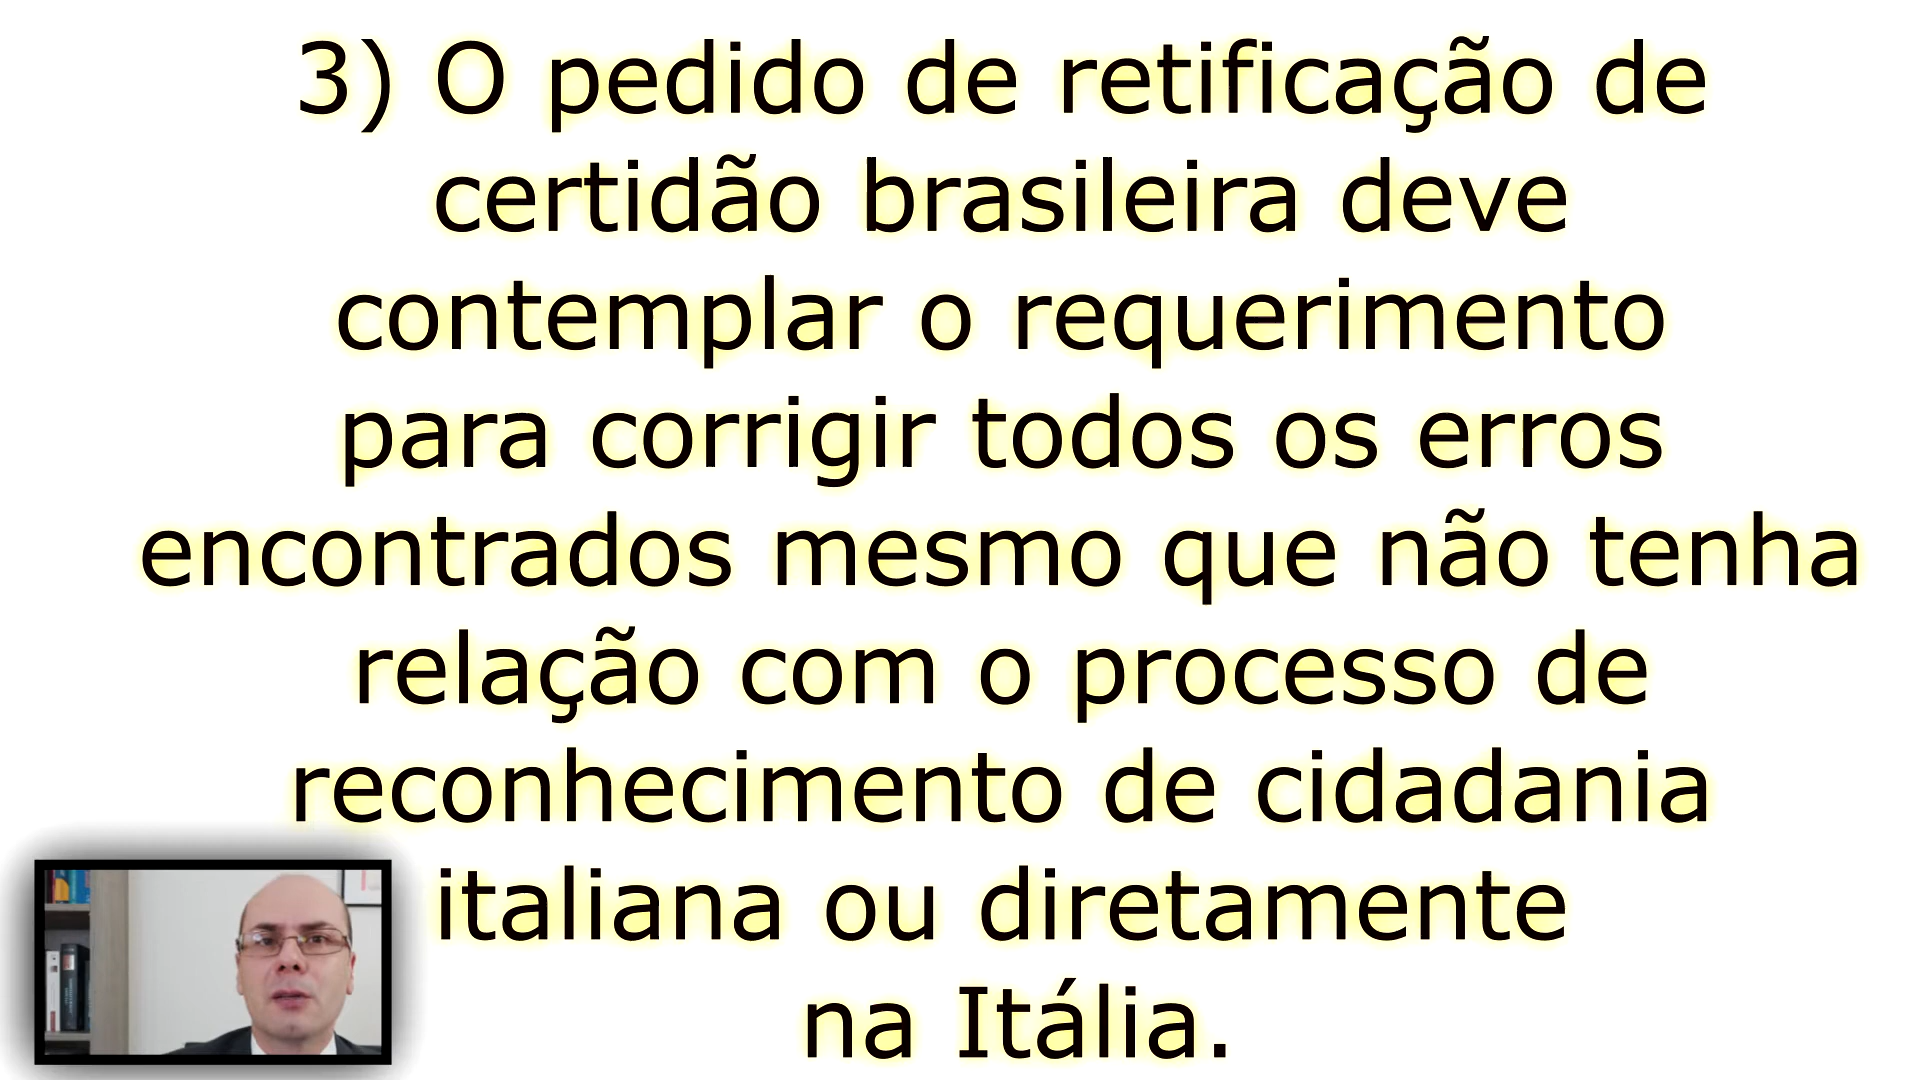 3) O pedido de retificação de
certidão brasileira deve
contemplar o requerimento
para corrigir todos os erros
encontrados mesmo que não tenha
relação com o processo de
reconhecimento de cidadania
italiana ou diretamente
na Itália.